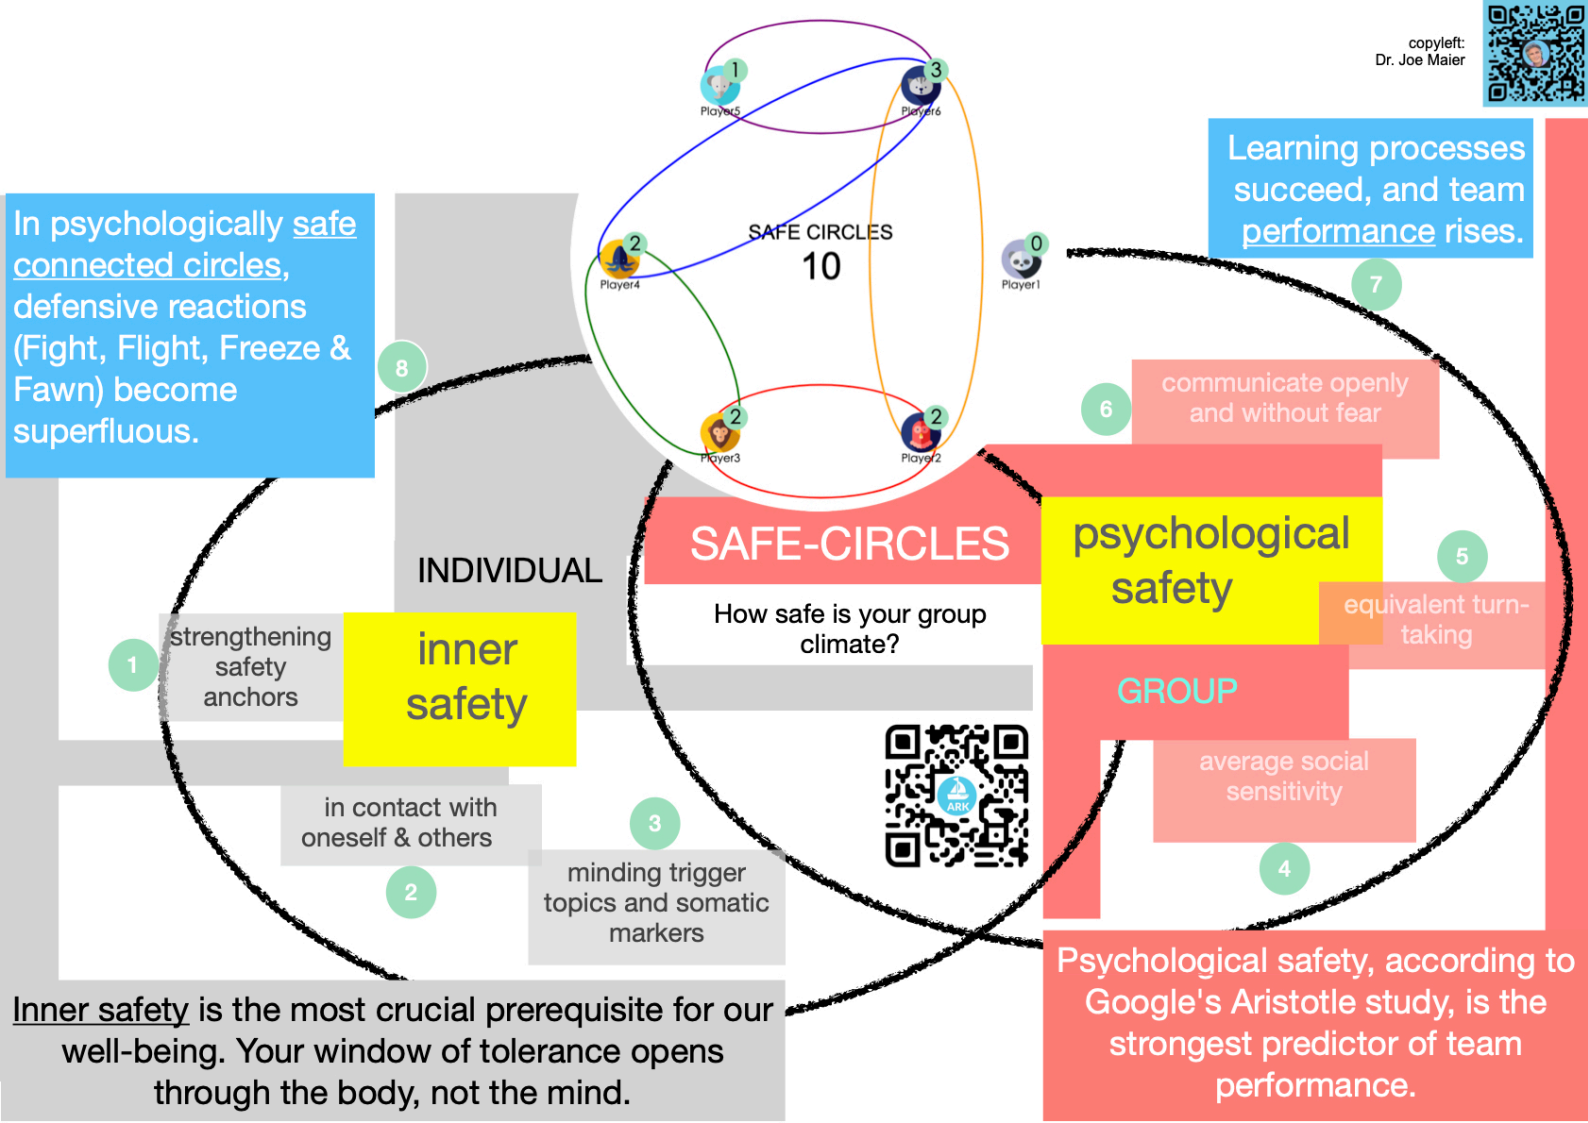 copyleft:
Dr. Joe Maier
1
Player5
3
Player6
2
Player4
SAFE CIRCLES
10
0
Player1
2
Player3
2
Player2
Learning processes
succeed, and team
performance rises.
7
In psychologically safe
connected circles,
defensive reactions
(Fight, Flight, Freeze &
Fawn) become
superfluous.
8
6
communicate openly
and without fear
SAFE-CIRCLES
How safe is your group
climate?
psychological
safety
5
equivalent turn-
taking
INDIVIDUAL
1
strengthening
safety
anchors
inner
safety
GROUP
average social
sensitivity
4
in contact with
oneself & others
2
3
minding trigger
topics and somatic
markers
ARK
Inner safety is the most crucial prerequisite for our
well-being. Your window of tolerance opens
through the body, not the mind.
Psychological safety, according to
Google's Aristotle study, is the
strongest predictor of team
performance.